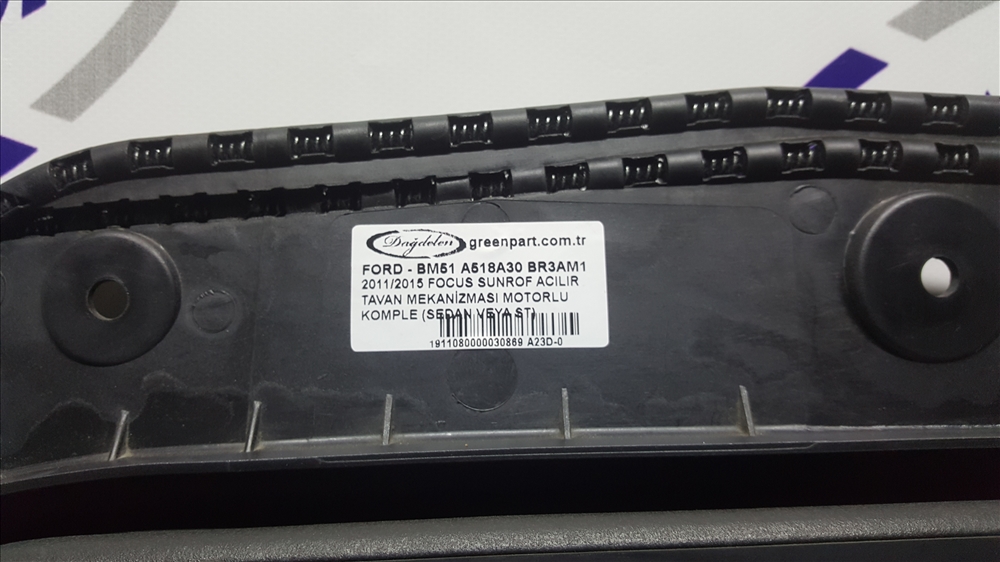 Dağdelen greenpart.com.tr
FORD - BM51 A518A30 BR3AM1
2011/2015 FOCUS SUNROF ACILIR
TAVAN MEKANİZMASI MOTORLU
KOMPLE (SEDAN VEYA ST)
1911080000030869 A23D-0